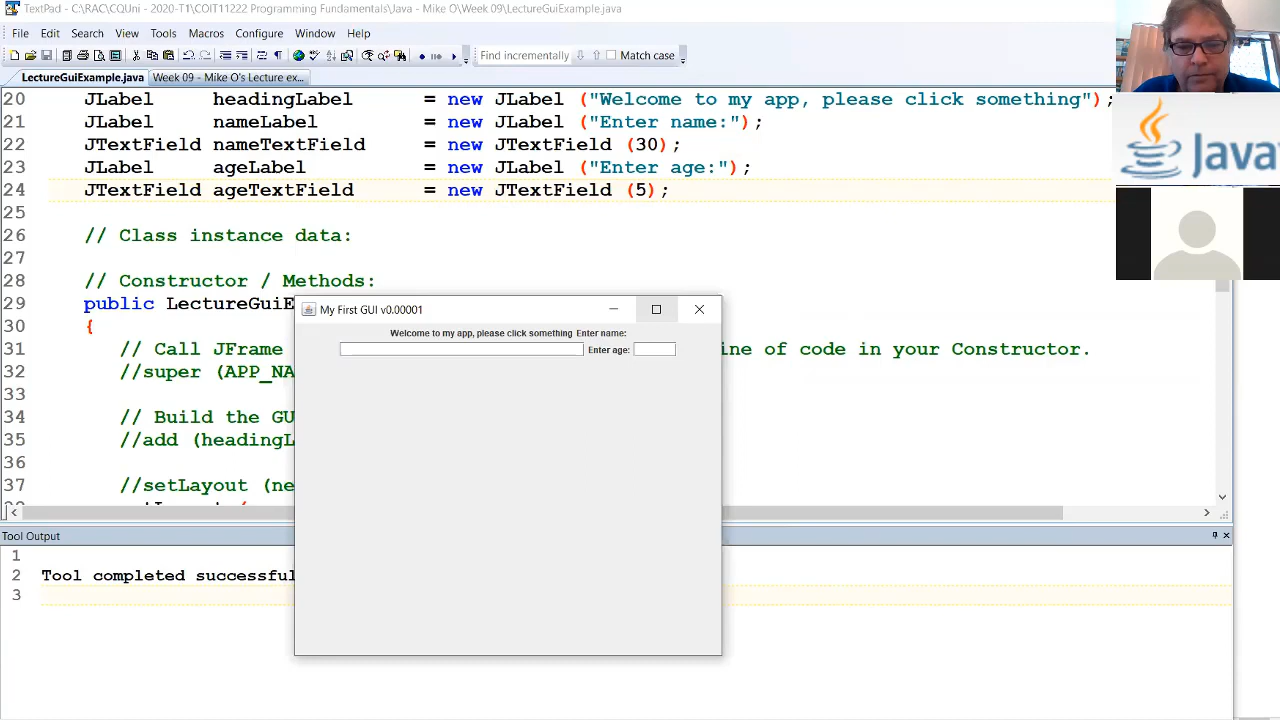 TextPad - C:\RAC\CQUni - 2020-T1\COIT11222 Programming Fundamentals\Java - Mike O\Week 09\LectureGuiExample.java
File Edit Search View Tools Macros Configure Window Help
Find incrementally Match case
LectureGuiExample.java Week 09 - Mike O's Lecture ex...
20 JLabel headingLabel = new JLabel ("Welcome to my app, please click something");
21 JLabel nameLabel = new JLabel ("Enter name:");
22 JTextField nameTextField = new JTextField (30);
23 JLabel ageLabel = new JLabel ("Enter age:");
24 JTextField ageTextField = new JTextField (5);
25
26 // Class instance data:
27
28 // Constructor / Methods:
29 public LectureGuiE
30 {
31 // Call JFrame ine of code in your Constructor.
32 //super (APP_NA
33
34 // Build the GU
35 //add (headingL
36
37 //setLayout (ne
My First GUI v0.00001
Welcome to my app, please click something Enter name:
Enter age:
Tool Output
1
2 Tool completed successful
3
Java